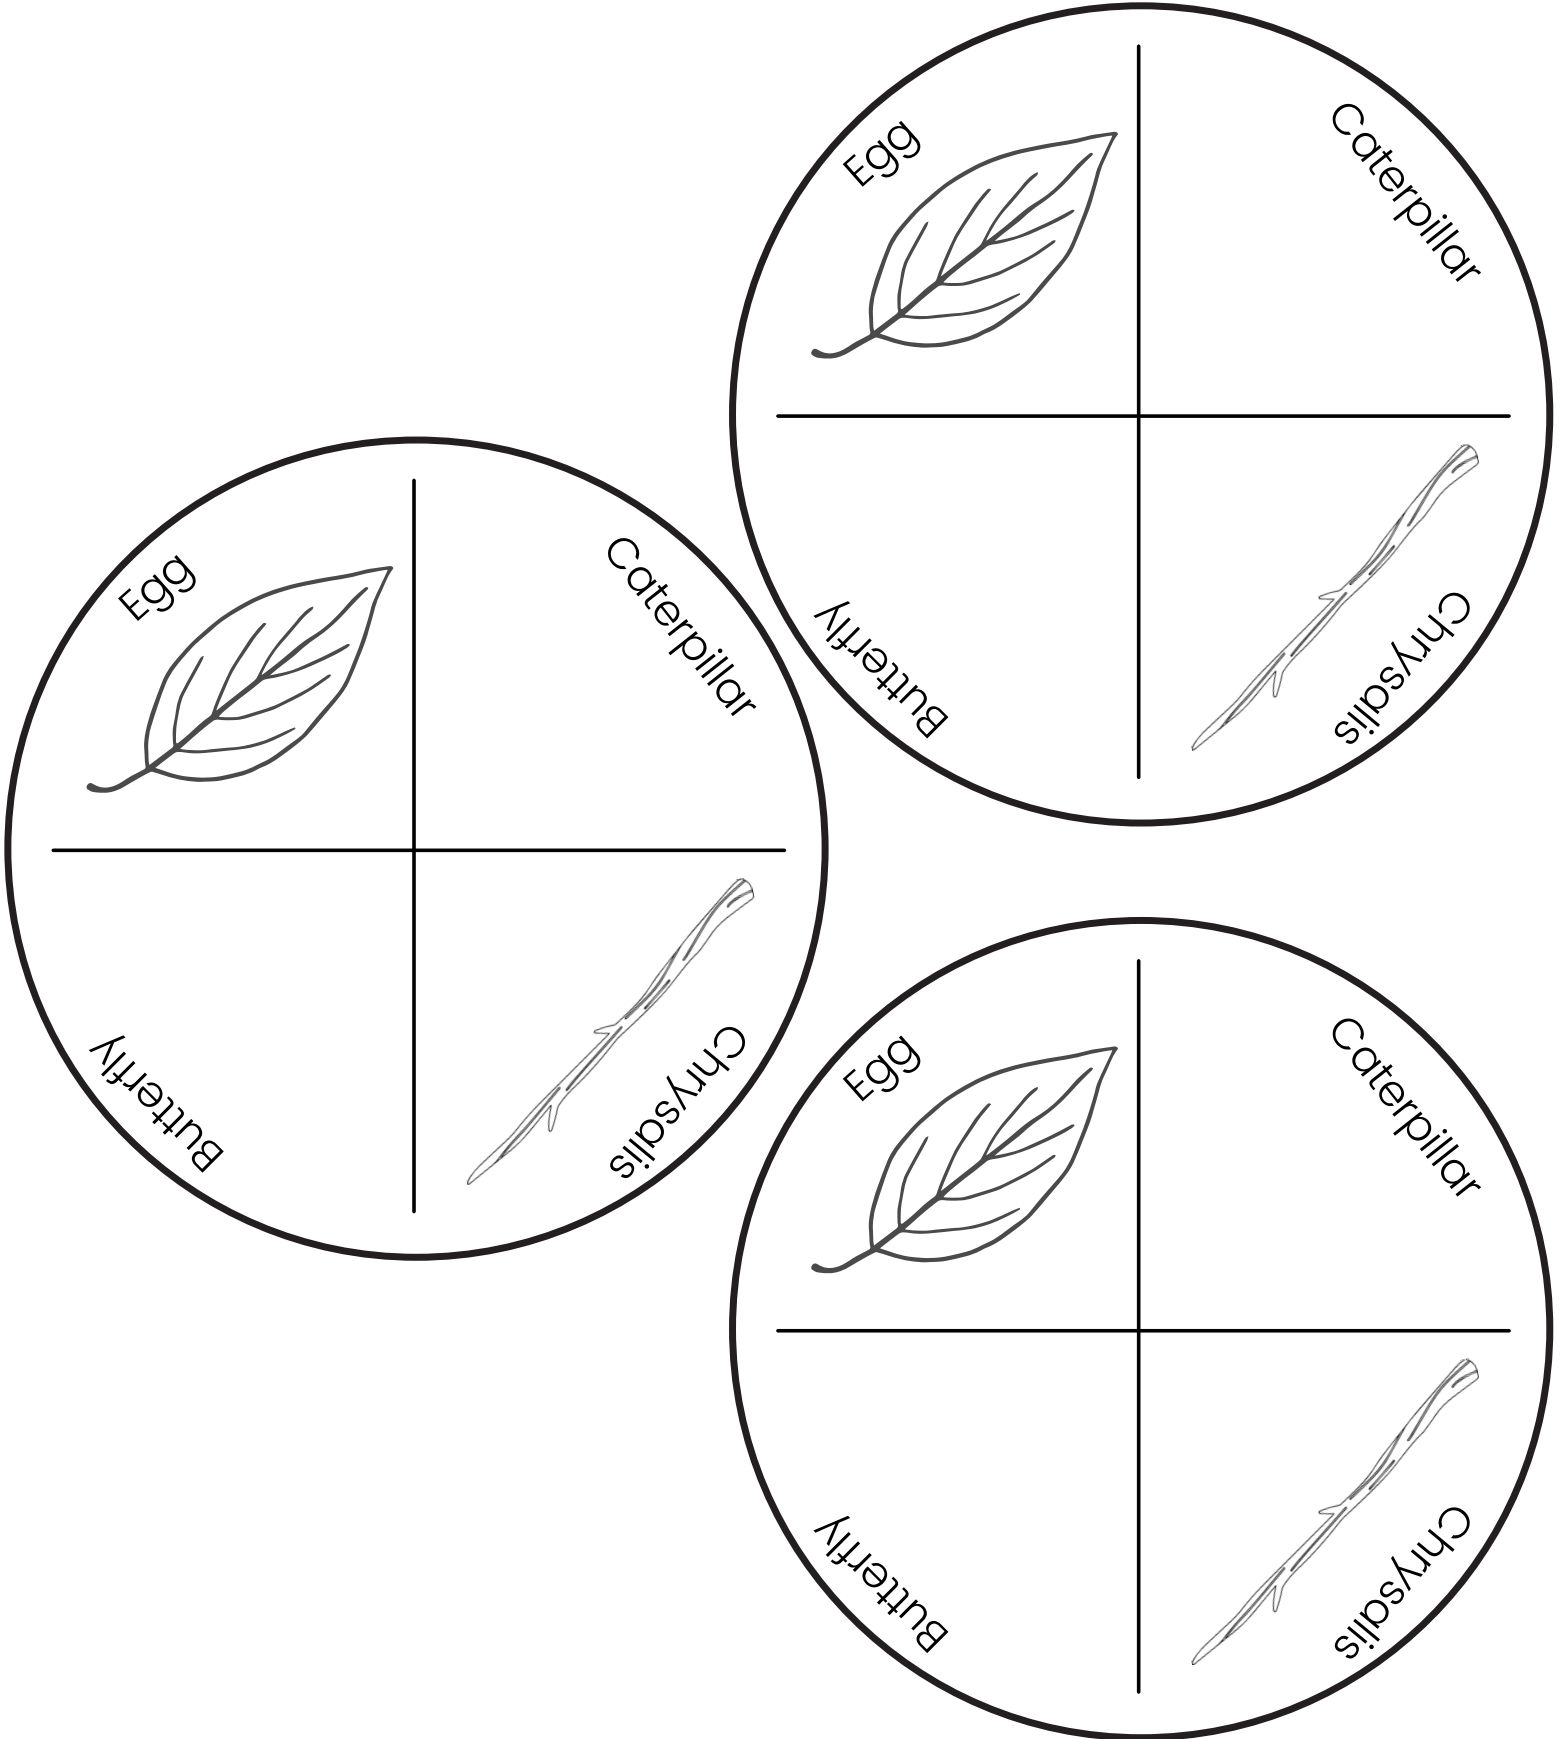 Egg
Caterpillar
Chrysalis
Butterfly
Egg
Caterpillar
Chrysalis
Butterfly
Egg
Caterpillar
Chrysalis
Butterfly